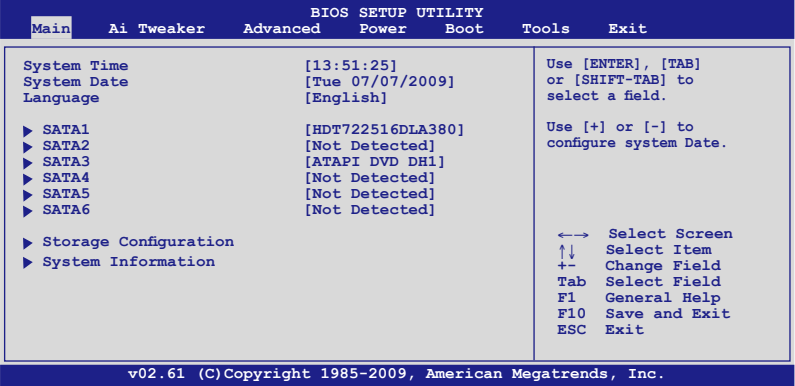 BIOS SETUP UTILITY
Main Ai Tweaker Advanced Power Boot Tools Exit
System Time [13:51:25]
System Date [Tue 07/07/2009]
Language [English]
▶ SATA1 [HDT722516DLA380]
▶ SATA2 [Not Detected]
▶ SATA3 [ATAPI DVD DH1]
▶ SATA4 [Not Detected]
▶ SATA5 [Not Detected]
▶ SATA6 [Not Detected]
▶ Storage Configuration
▶ System Information
Use [ENTER], [TAB]
or [SHIFT-TAB] to
select a field.
Use [+] or [-] to
configure system Date.
←→ Select Screen
↑↓ Select Item
+- Change Field
Tab Select Field
F1 General Help
F10 Save and Exit
ESC Exit
v02.61 (C)Copyright 1985-2009, American Megatrends, Inc.